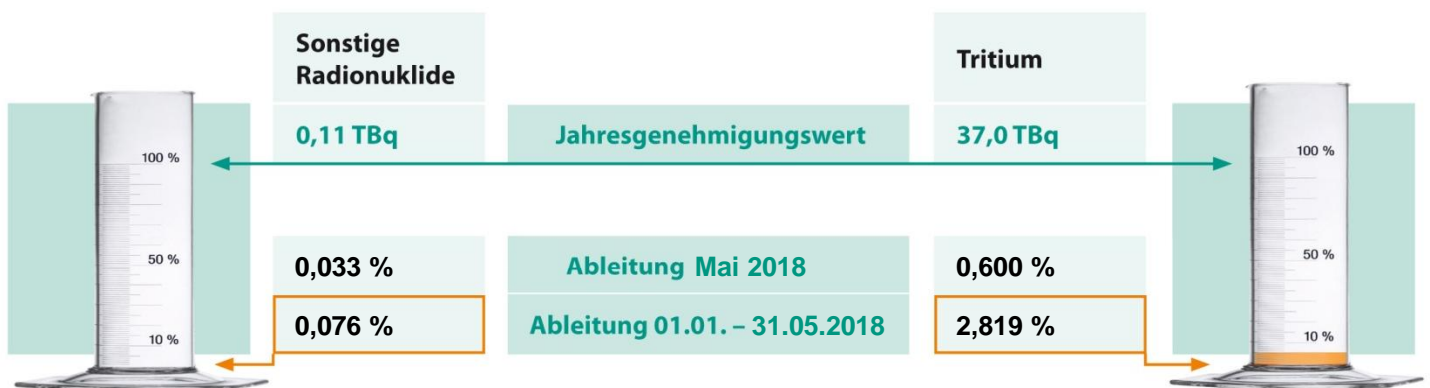 Sonstige
Radionuklide
Tritium
0,11 TBq
Jahresgenehmigungswert
37,0 TBq
100 %
100 %
50 %
0,033 %
Ableitung Mai 2018
0,600 %
50 %
0,076 %
Ableitung 01.01. – 31.05.2018
2,819 %
10 %
10 %